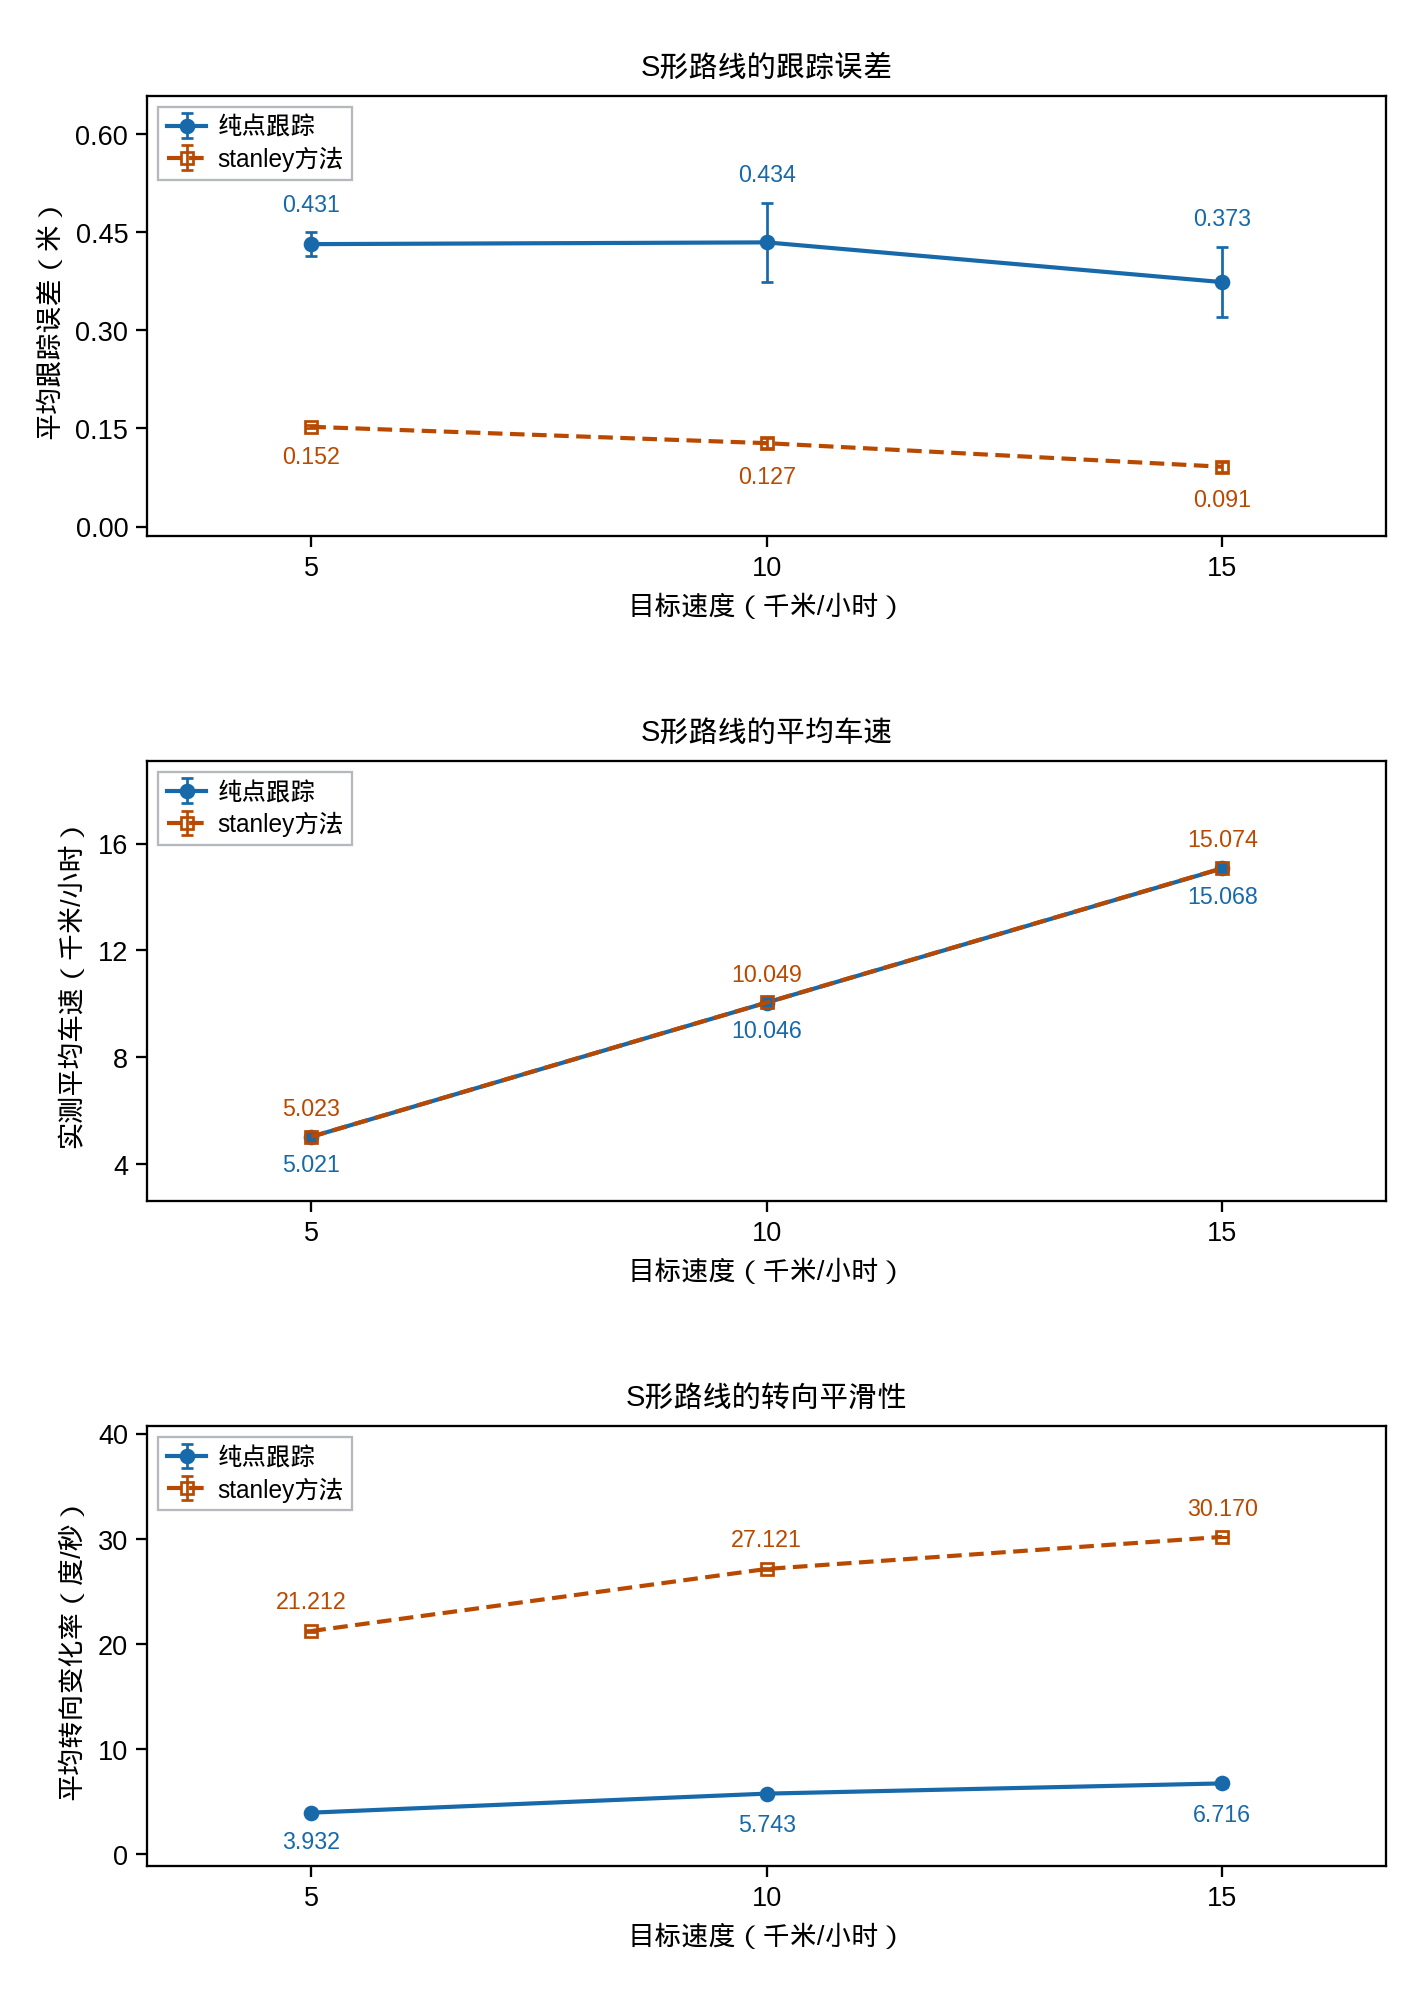 S形路线的跟踪误差
纯点跟踪
stanley方法
平均跟踪误差（米）
0.60
0.45
0.30
0.15
0.00
0.431
0.434
0.373
0.152
0.127
0.091
5
10
15
目标速度（千米/小时）
S形路线的平均车速
纯点跟踪
stanley方法
实测平均车速（千米/小时）
16
12
8
4
15.074
15.068
10.049
10.046
5.023
5.021
5
10
15
目标速度（千米/小时）
S形路线的转向平滑性
纯点跟踪
stanley方法
平均转向变化率（度/秒）
40
30
20
10
0
30.170
27.121
21.212
3.932
5.743
6.716
5
10
15
目标速度（千米/小时）